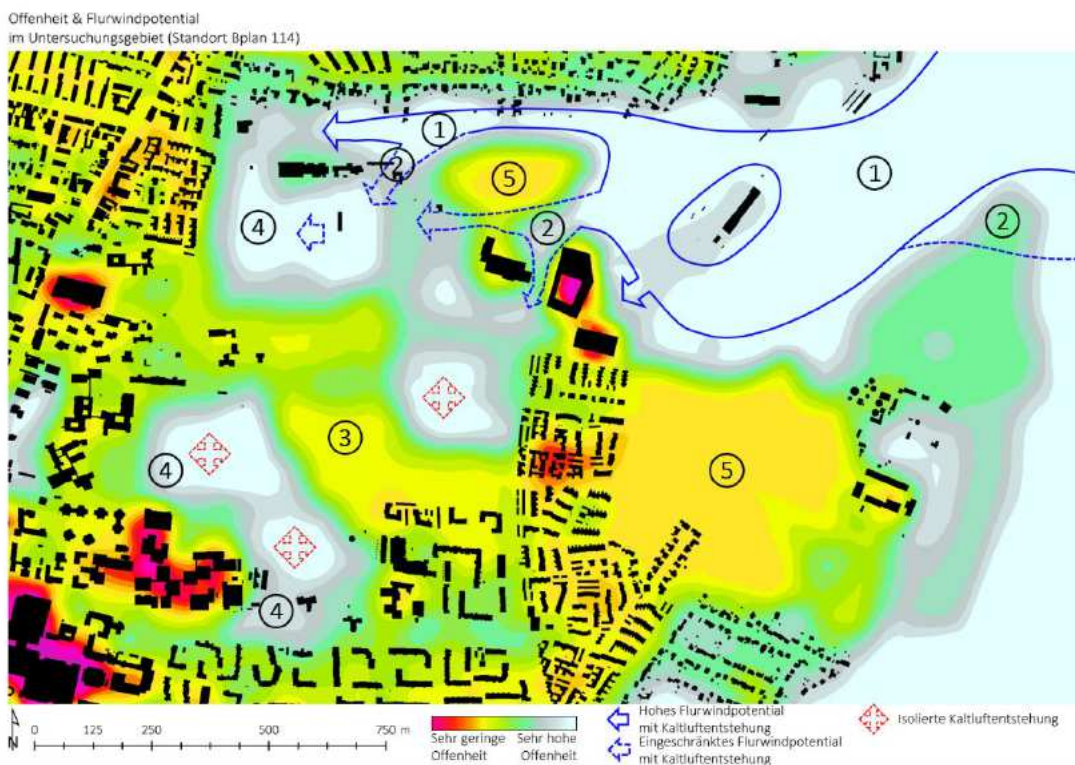 Offenheit & Flurwindpotential
im Untersuchungsgebiet (Standort Bplan 114)
1
2
5
1
4
2
2
3
4
5
4
N
0 125 250 500 750 m
Sehr geringe Offenheit
Sehr hohe Offenheit
Hohes Flurwindpotential
mit Kaltluftentstehung
Eingeschränktes Flurwindpotential
mit Kaltluftentstehung
Isolierte Kaltluftentstehung